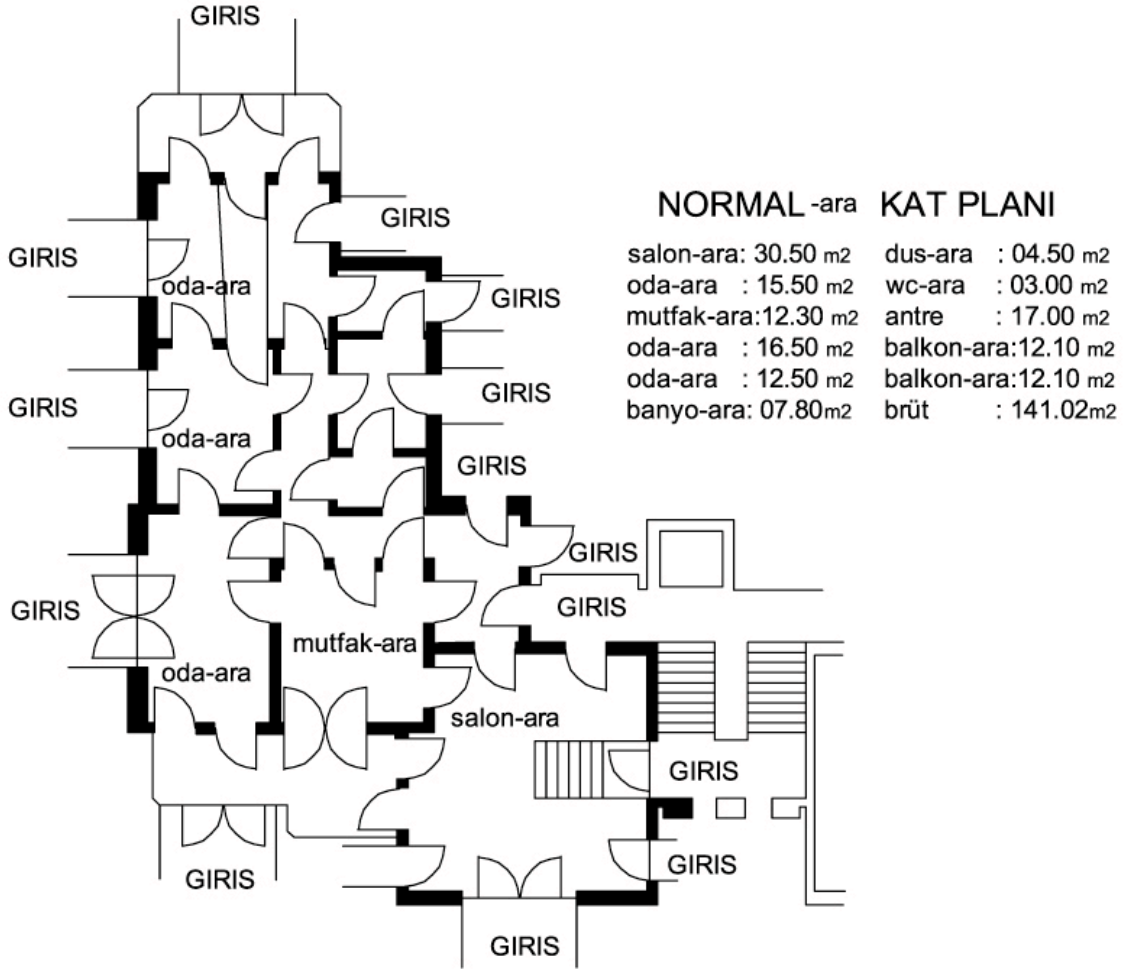 GIRIS
GIRIS
GIRIS
oda-ara
GIRIS
GIRIS
GIRIS
oda-ara
GIRIS
GIRIS
GIRIS
GIRIS
mutfak-ara
oda-ara
salon-ara
GIRIS
GIRIS
GIRIS
GIRIS
NORMAL -ara KAT PLANI
salon-ara: 30.50 m2 dus-ara : 04.50 m2
oda-ara : 15.50 m2 wc-ara : 03.00 m2
mutfak-ara:12.30 m2 antre : 17.00 m2
oda-ara : 16.50 m2 balkon-ara:12.10 m2
oda-ara : 12.50 m2 balkon-ara:12.10 m2
banyo-ara: 07.80m2 brüt : 141.02m2